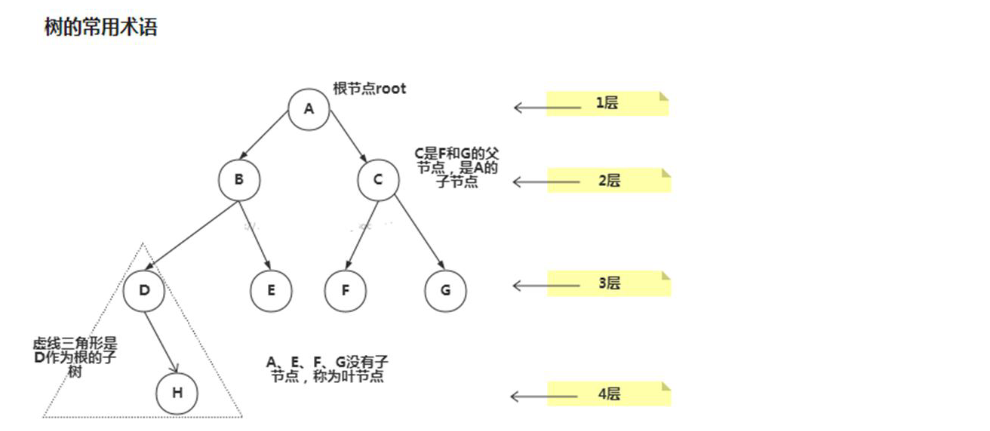 树的常用术语
根节点root
A
1层
C是F和G的父
节点，是A的
子节点
B
C
2层
D
E
F
G
3层
虚线三角形是
D作为根的子
树
A、E、F、G没有子
节点，称为叶节点
H
4层